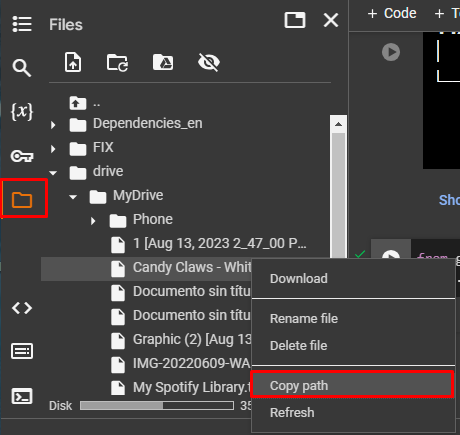 Files
+ Code
+ T
..
Dependencies_en
FIX
{x}
drive
MyDrive
Phone
Sho
1 [Aug 13, 2023 2_47_00 P...
Candy Claws - Whit
from g
Download
Documento sin títu
Documento sin títu
Rename file
Graphic (2) [Aug 13
Delete file
IMG-20220609-WA
My Spotify Library.t
Copy path
Disk
35
Refresh